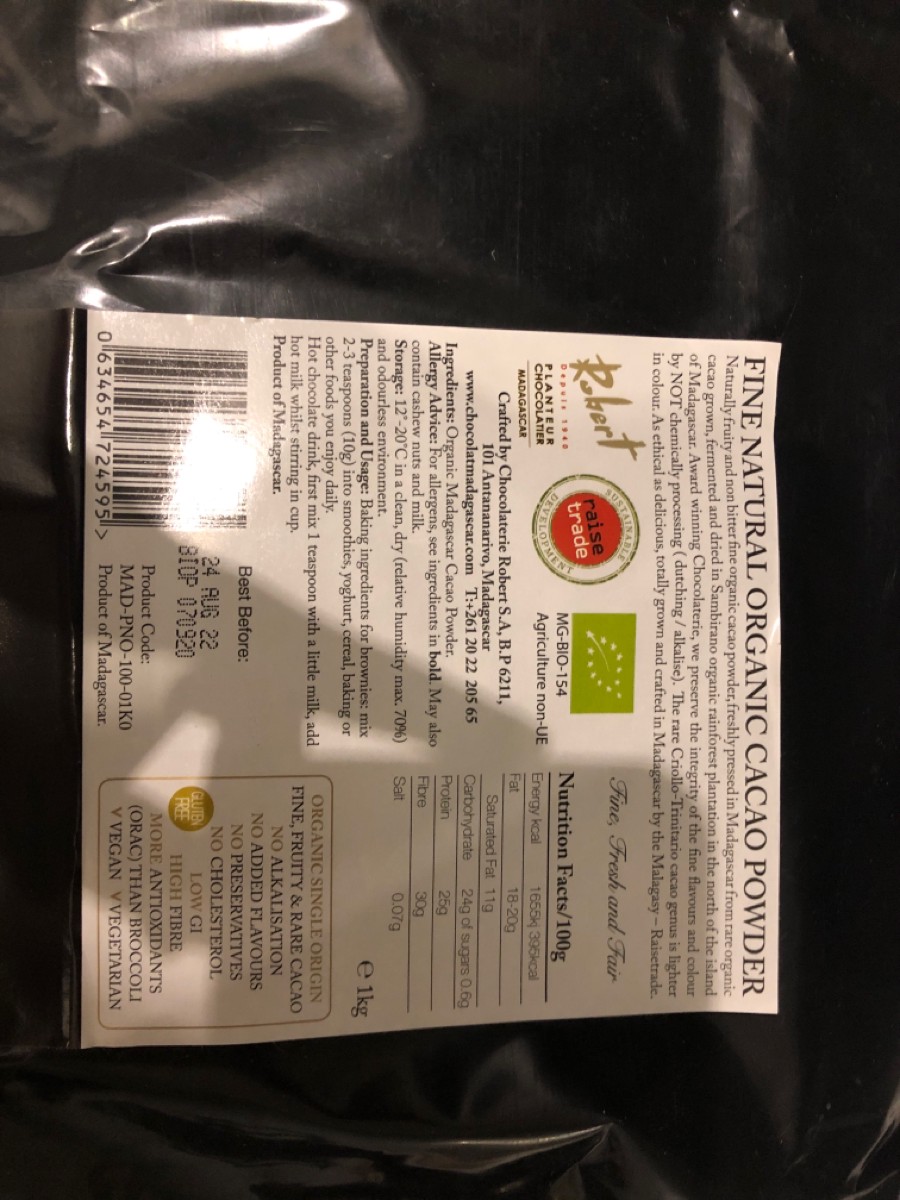 FINE NATURAL ORGANIC CACAO POWDER
Naturally fruity and non bitter fine organic cacao powder, freshly pressed in Madagascar from rare organic
cacao grown, fermented and dried in Sambirano organic rainforest plantation in the north of the island
of Madagascar. Award winning Chocolaterie, we preserve the integrity of the fine flavours and colour
by NOT chemically processing ( dutching / alkalise). The rare Criollo-Trinitario cacao genus is lighter
in colour. As ethical as delicious, totally grown and crafted in Madagascar by the Malagasy – Raisetrade.
Robert
Depuis 1940
PLANTEUR
CHOCOLATIER
MADAGASCAR
SUSTAINABLE
raise
trade
DEVELOPMENT
MG-BIO-154
Agriculture non-UE
Fine, Fresh and Fair
Crafted by Chocolaterie Robert S.A, B.P 6211,
101 Antananarivo, Madagascar
www.chocolatmadagascar.com T:+261 20 22 205 65
Ingredients: Organic Madagascar Cacao Powder.
Allergy Advice: For allergens, see ingredients in bold. May also
contain cashew nuts and milk.
Storage: 12°-20°C in a clean, dry (relative humidity max. 70%)
and odourless environment.
Preparation and Usage: Baking ingredients for brownies: mix
2-3 teaspoons (10g) into smoothies, yoghurt, cereal, baking or
other foods you enjoy daily.
Hot chocolate drink, first mix 1 teaspoon with a little milk, add
hot milk whilst stirring in cup.
Product of Madagascar.
Nutrition Facts/100g
Energy kcal 1655kj 395kcal
Fat 18-20g
Saturated Fat 11g
Carbohydrate 24g of sugars 0.6g
Protein 25g
Fibre 30g
Salt 0.07g
e 1kg
Best Before:
24 AUG 22
BIOP 070920
Product Code:
MAD-PNO-100-01K0
Product of Madagascar.
0 634654 724595 >
ORGANIC SINGLE ORIGIN
FINE, FRUITY & RARE CACAO
NO ALKALISATION
NO ADDED FLAVOURS
NO PRESERVATIVES
NO CHOLESTEROL
GLUTEN
FREE
LOW GI
HIGH FIBRE
MORE ANTIOXIDANTS
(ORAC) THAN BROCCOLI
V VEGAN V VEGETARIAN